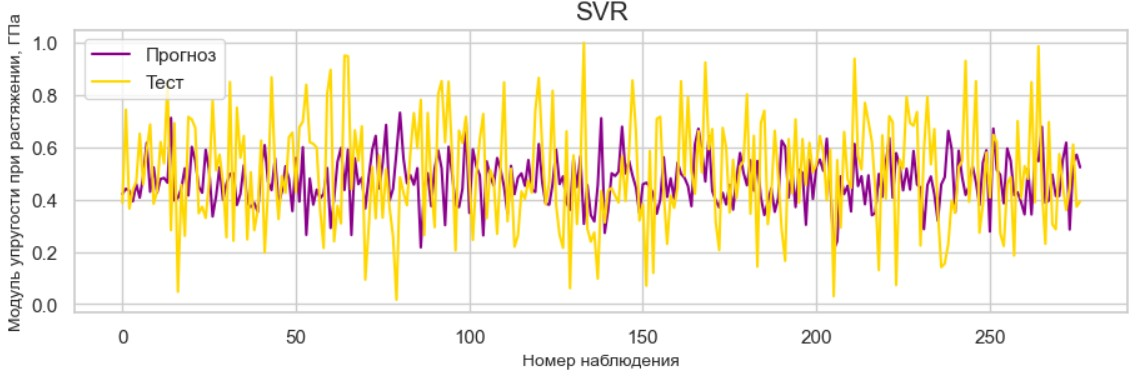 SVR
Модуль упругости при растяжении, ГПа
1.0
0.8
0.6
0.4
0.2
0.0
Прогноз
Тест
0 50 100 150 200 250
Номер наблюдения